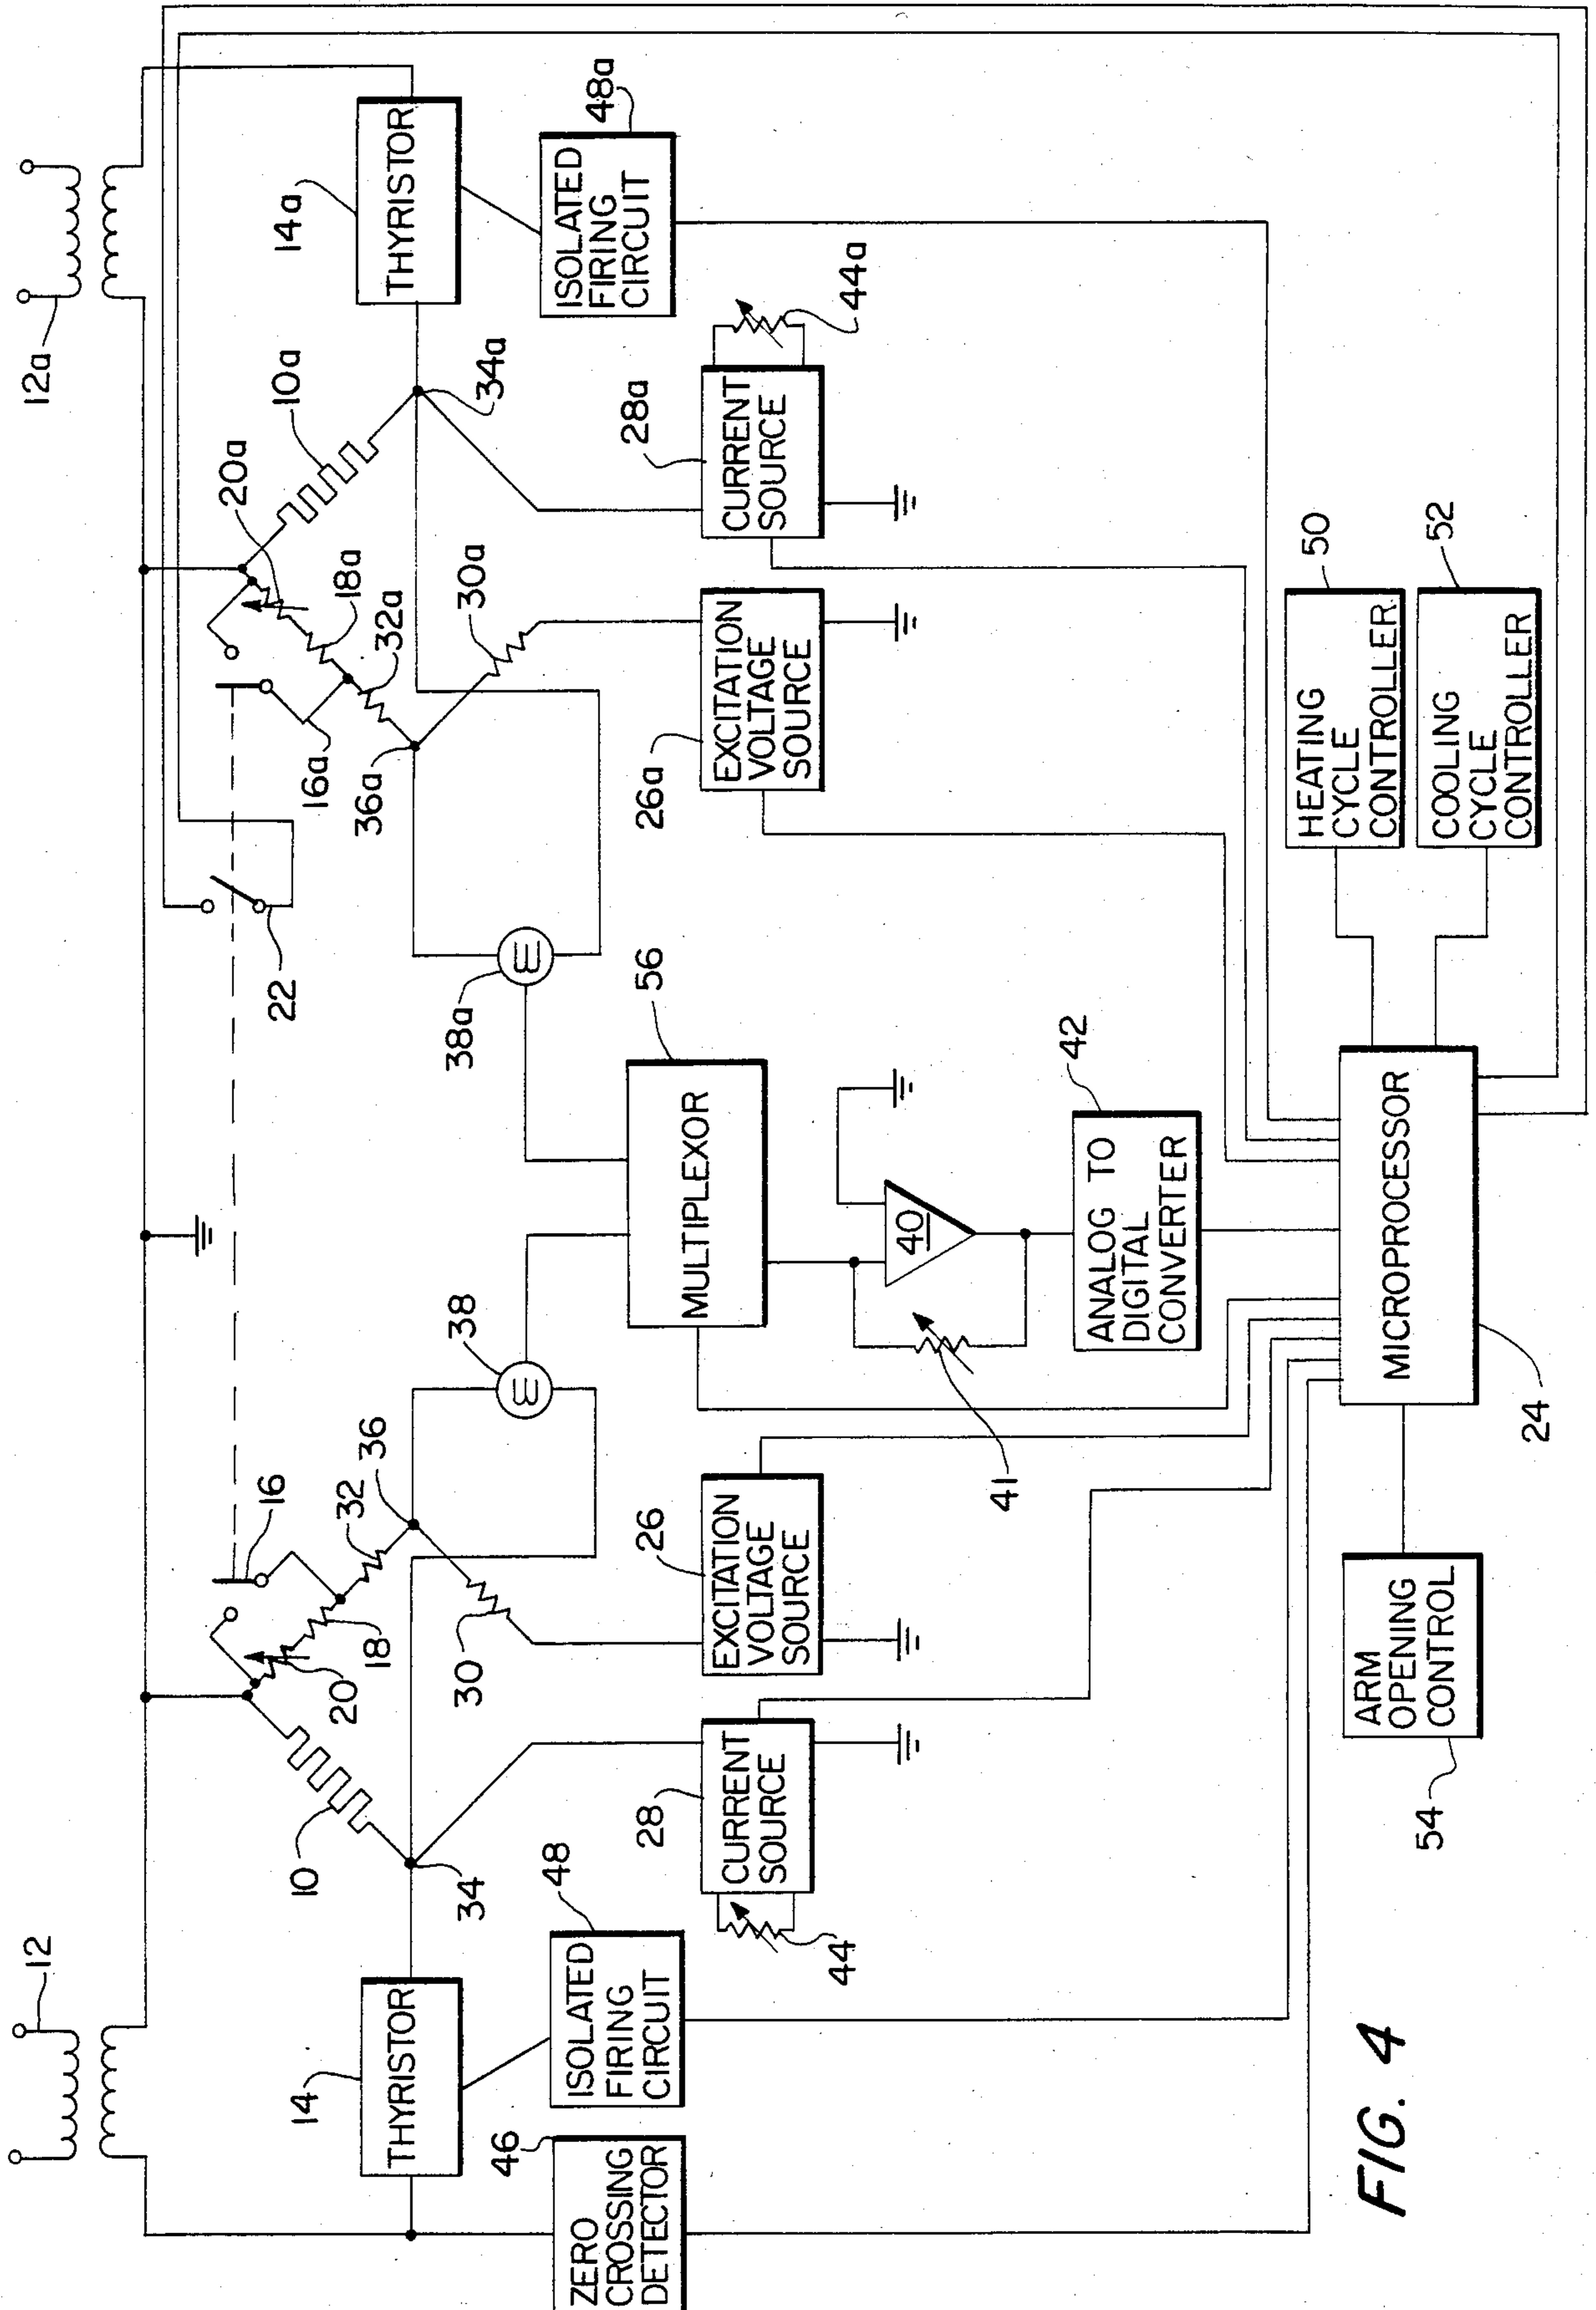 12
12a
14
THYRISTOR
46
ZERO
CROSSING
DETECTOR
48
ISOLATED
FIRING
CIRCUIT
10
34
20
18
32
16
36
30
38
28
CURRENT
SOURCE
44
26
EXCITATION
VOLTAGE
SOURCE
22
16a
36a
32a
18a
20a
10a
34a
30a
38a
14a
THYRISTOR
48a
ISOLATED
FIRING
CIRCUIT
28a
CURRENT
SOURCE
44a
26a
EXCITATION
VOLTAGE
SOURCE
56
MULTIPLEXOR
40
41
42
ANALOG TO
DIGITAL
CONVERTER
50
HEATING
CYCLE
CONTROLLER
52
COOLING
CYCLE
CONTROLLER
MICROPROCESSOR
24
ARM
OPENING
CONTROL
54
FIG. 4